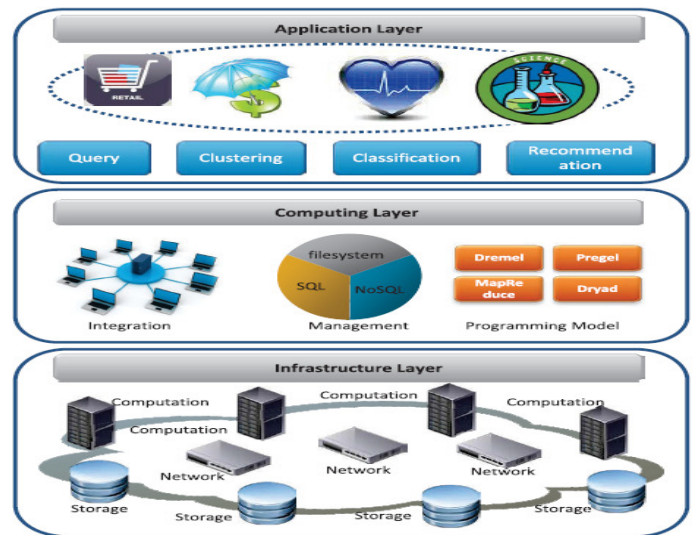 Application Layer
RETAIL
SCIENCE
Query
Clustering
Classification
Recommend
ation
Computing Layer
filesystem
SQL
NoSQL
Dremel
Pregel
MapRe
duce
Dryad
Integration
Management
Programming Model
Infrastructure Layer
Computation
Computation
Computation
Computation
Network
Network
Network
Storage
Storage
Storage
Storage